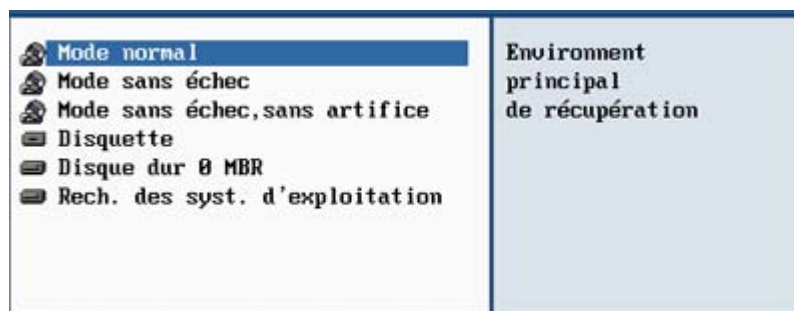 Mode normal
Mode sans échec
Mode sans échec,sans artifice
Disquette
Disque dur 0 MBR
Rech. des syst. d'exploitation
Environment
principal
de récupération